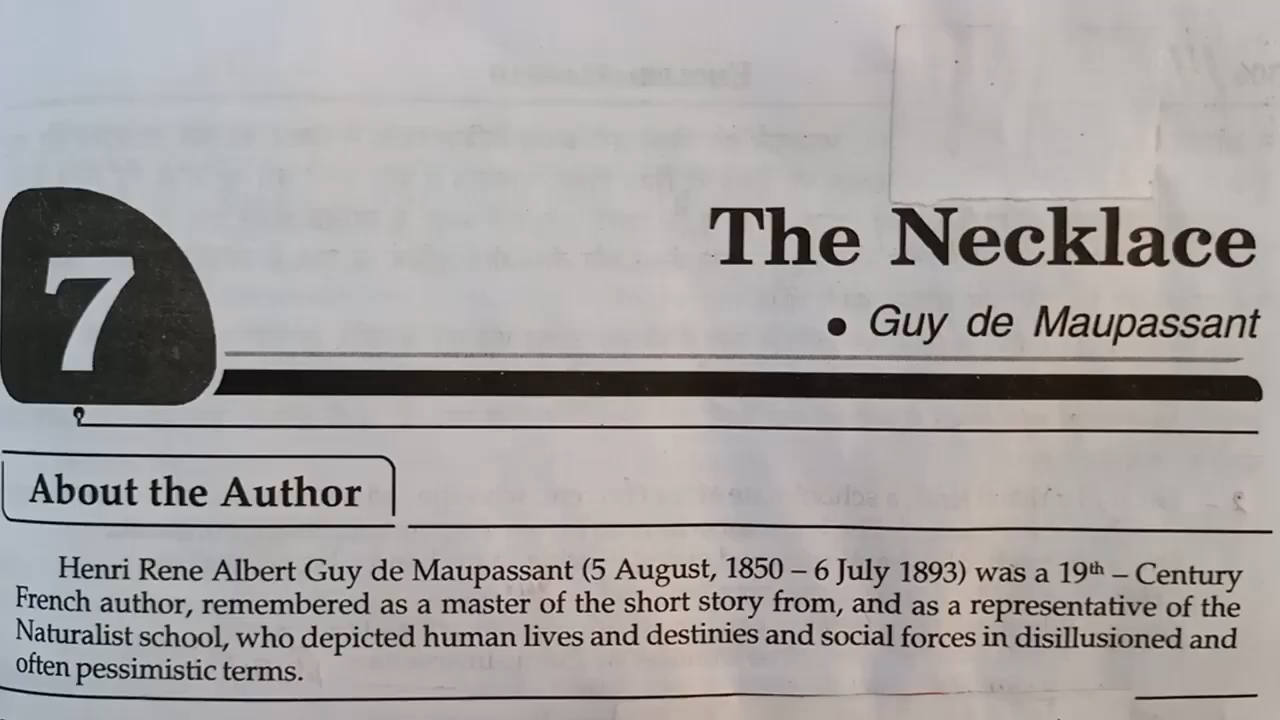 7
The Necklace
• Guy de Maupassant
About the Author
Henri Rene Albert Guy de Maupassant (5 August, 1850 – 6 July 1893) was a 19th – Century
French author, remembered as a master of the short story from, and as a representative of the
Naturalist school, who depicted human lives and destinies and social forces in disillusioned and
often pessimistic terms.